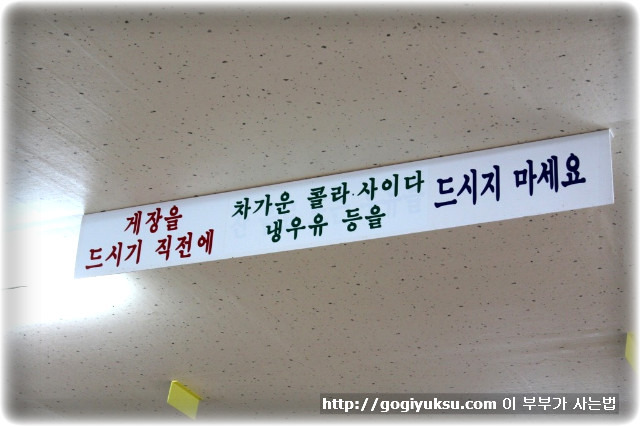 게장을
드시기 직전에
차가운 콜라·사이다
냉우유 등을
드시지 마세요
http://gogiyuksu.com 이 부부가 사는법